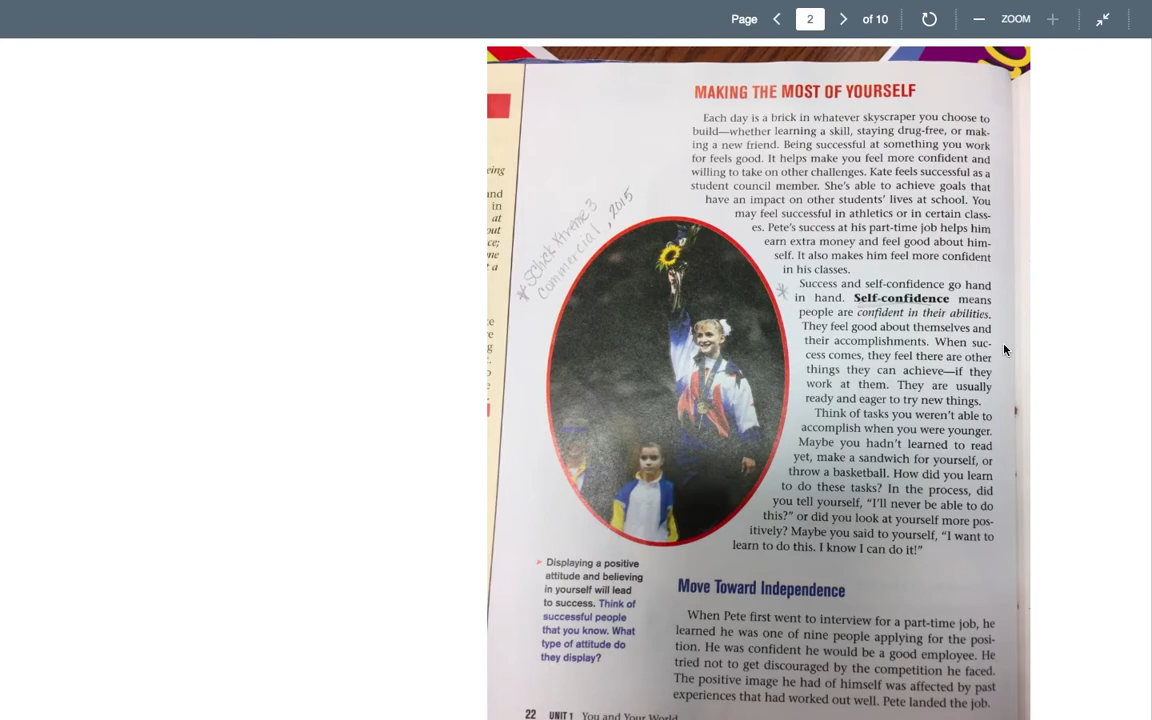 Page
2
of 10
ZOOM
MAKING THE MOST OF YOURSELF
Each day is a brick in whatever skyscraper you choose to
build—whether learning a skill, staying drug-free, or mak-
ing a new friend. Being successful at something you work
for feels good. It helps make you feel more confident and
willing to take on other challenges. Kate feels successful as a
student council member. She's able to achieve goals that
have an impact on other students' lives at school. You
may feel successful in athletics or in certain class-
es. Pete's success at his part-time job helps him
earn extra money and feel good about him-
self. It also makes him feel more confident
in his classes.
Success and self-confidence go hand
in hand. Self-confidence means
people are confident in their abilities.
They feel good about themselves and
their accomplishments. When suc-
cess comes, they feel there are other
things they can achieve—if they
work at them. They are usually
ready and eager to try new things.
Think of tasks you weren't able to
accomplish when you were younger.
Maybe you hadn't learned to read
yet, make a sandwich for yourself, or
throw a basketball. How did you learn
to do these tasks? In the process, did
you tell yourself, "I'll never be able to do
this?" or did you look at yourself more pos-
itively? Maybe you said to yourself, "I want to
learn to do this. I know I can do it!"
*Schick Xtreme 3
Commercial, 2015
Displaying a positive
attitude and believing
in yourself will lead
to success. Think of
successful people
that you know. What
type of attitude do
they display?
Move Toward Independence
When Pete first went to interview for a part-time job, he
learned he was one of nine people applying for the posi-
tion. He was confident he would be a good employee. He
tried not to get discouraged by the competition he faced.
The positive image he had of himself was affected by past
experiences that had worked out well. Pete landed the job.
22 UNIT 1 You and Your World